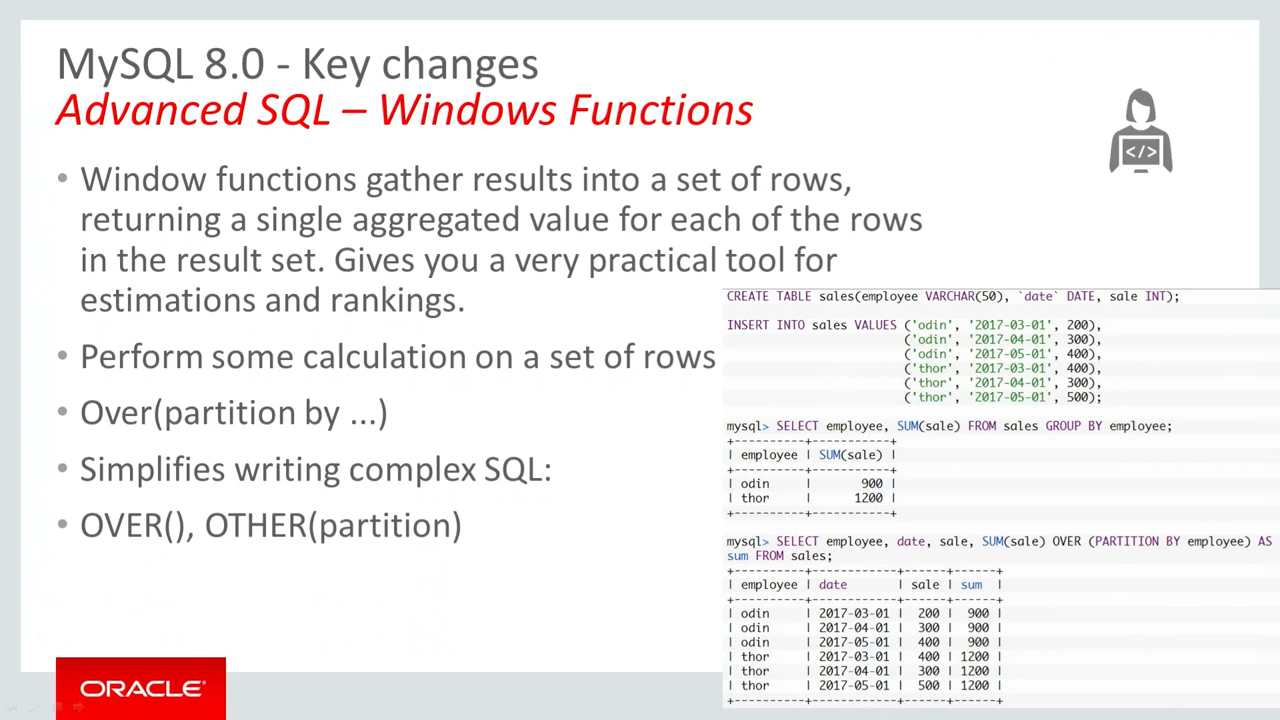 MySQL 8.0 - Key changes
Advanced SQL – Windows Functions
</>
• Window functions gather results into a set of rows,
returning a single aggregated value for each of the rows
in the result set. Gives you a very practical tool for
estimations and rankings.
• Perform some calculation on a set of rows
• Over(partition by ...)
• Simplifies writing complex SQL:
• OVER(), OTHER(partition)
CREATE TABLE sales(employee VARCHAR(50), `date` DATE, sale INT);
INSERT INTO sales VALUES ('odin', '2017-03-01', 200),
('odin', '2017-04-01', 300),
('odin', '2017-05-01', 400),
('thor', '2017-03-01', 400),
('thor', '2017-04-01', 300),
('thor', '2017-05-01', 500);
mysql> SELECT employee, SUM(sale) FROM sales GROUP BY employee;
+----------+-----------+
| employee | SUM(sale) |
+----------+-----------+
| odin     |       900 |
| thor     |      1200 |
+----------+-----------+
mysql> SELECT employee, date, sale, SUM(sale) OVER (PARTITION BY employee) AS
sum FROM sales;
+----------+------------+------+------+
| employee | date       | sale | sum  |
+----------+------------+------+------+
| odin     | 2017-03-01 |  200 |  900 |
| odin     | 2017-04-01 |  300 |  900 |
| odin     | 2017-05-01 |  400 |  900 |
| thor     | 2017-03-01 |  400 | 1200 |
| thor     | 2017-04-01 |  300 | 1200 |
| thor     | 2017-05-01 |  500 | 1200 |
+----------+------------+------+------+
ORACLE®